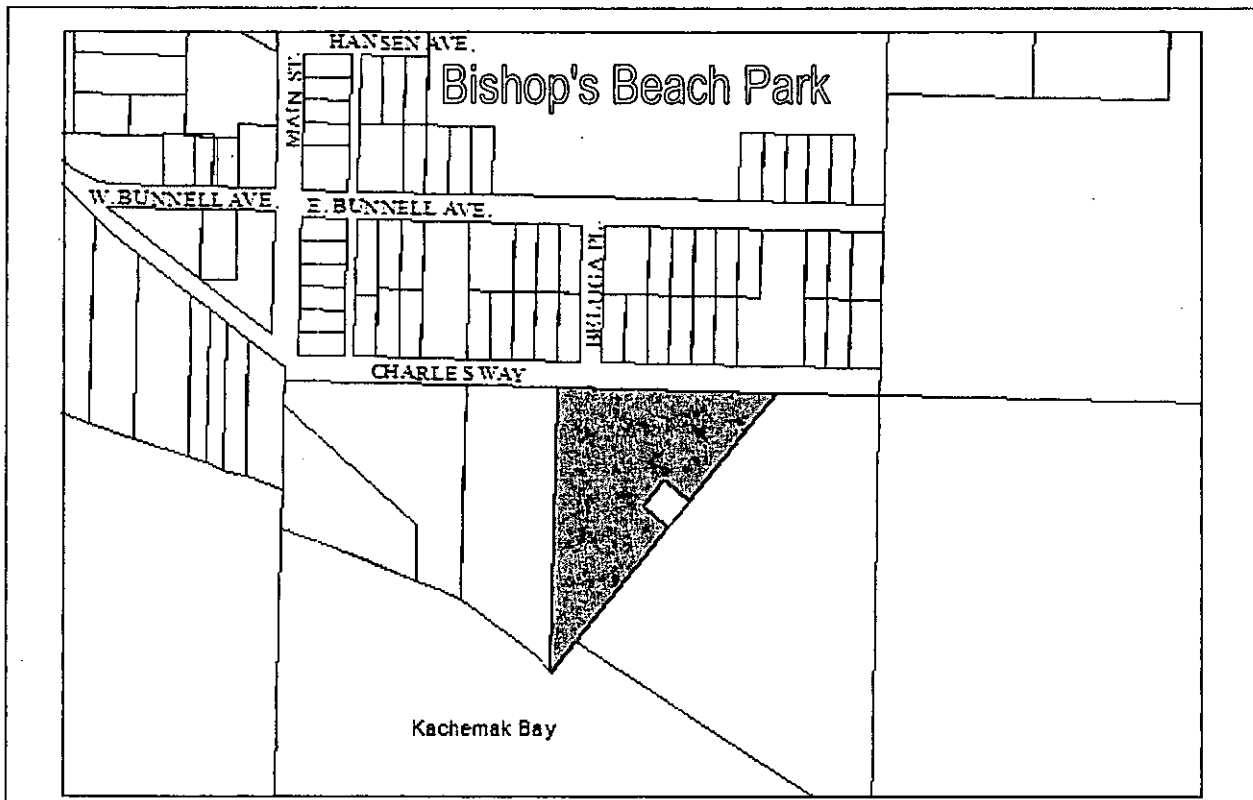 HANSEN AVE.
Bishop's Beach Park
MAIN ST.
W. BUNNELL AVE.
E. BUNNELL AVE.
BELUGA PL.
CHARLES WAY
Kachemak Bay